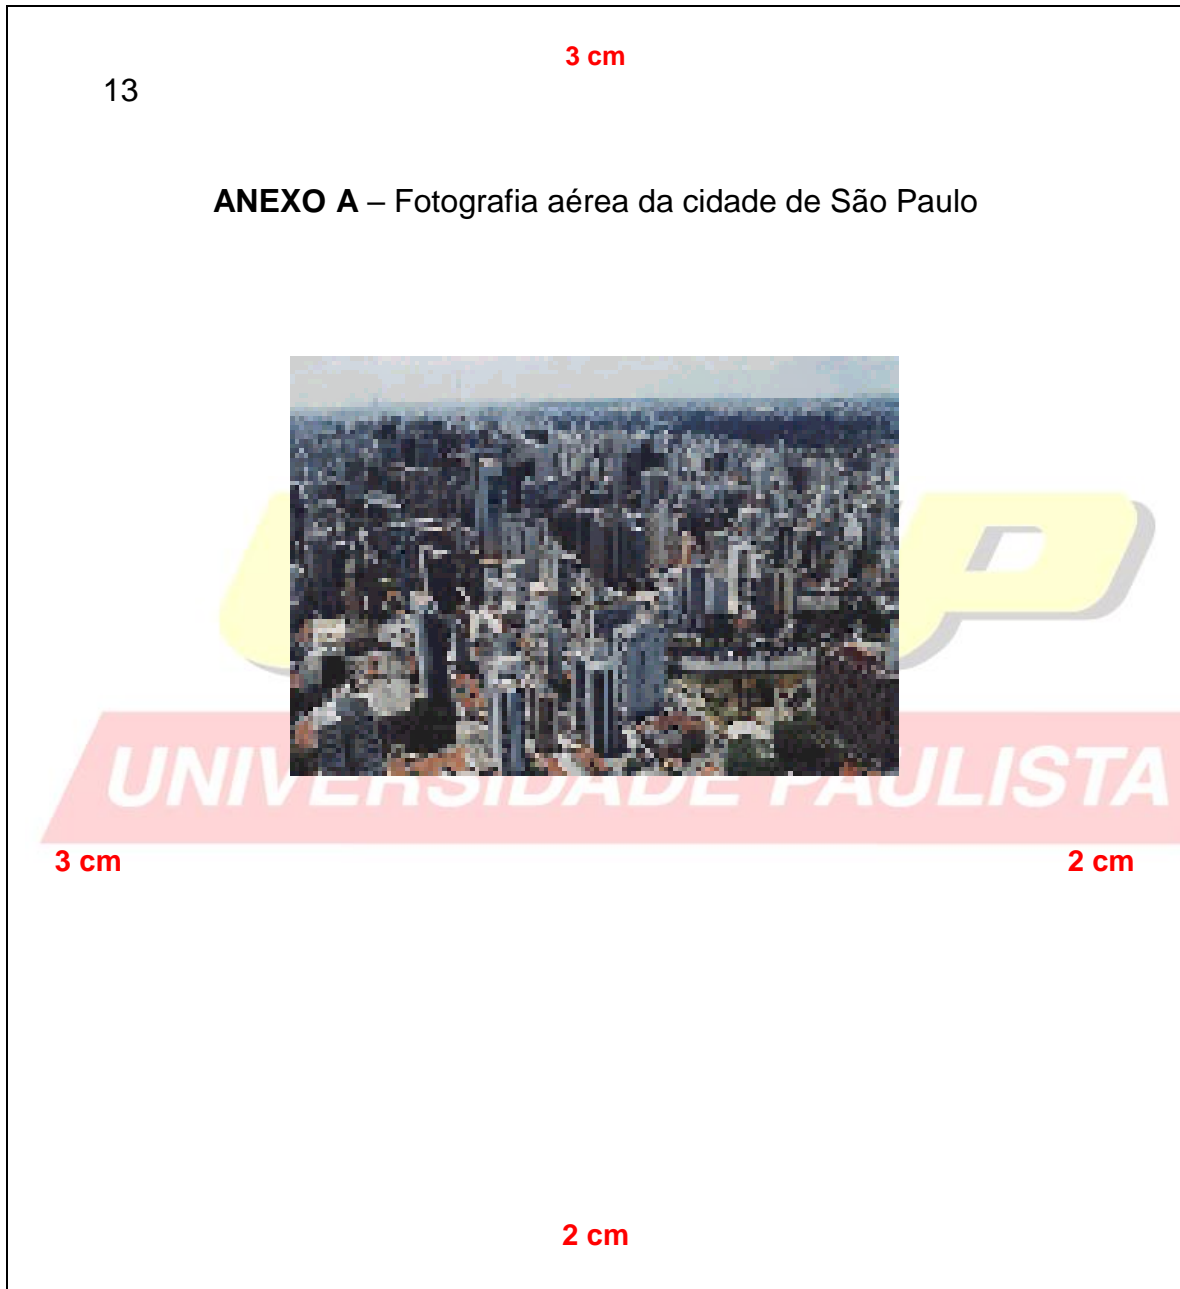 3 cm
13
ANEXO A – Fotografia aérea da cidade de São Paulo
P
UNIVERSIDADE PAULISTA
3 cm
2 cm
2 cm